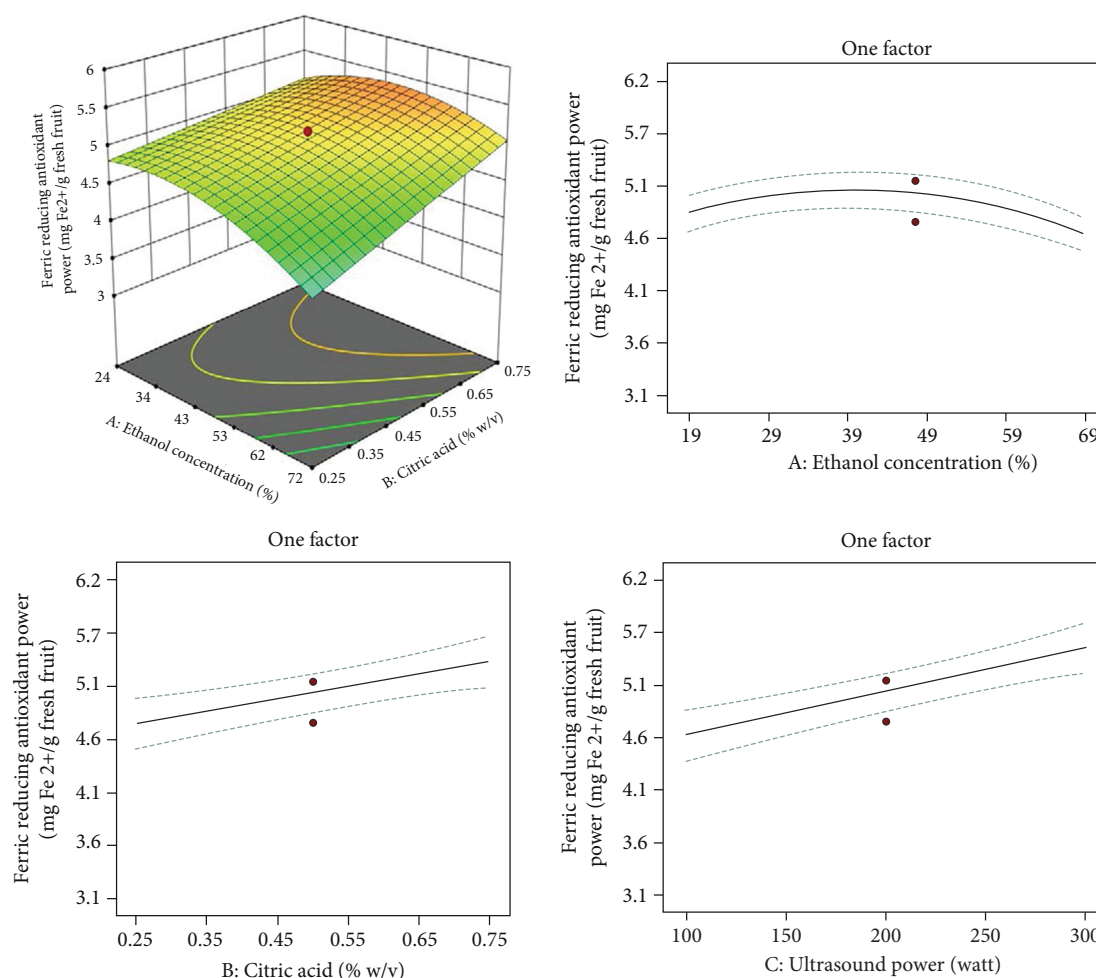 6
5.5
5
4.5
4
3.5
3
Ferric reducing antioxidant
power (mg Fe2+/g fresh fruit)
24
34
43
53
62
72
A: Ethanol concentration (%)
0.25
0.35
0.45
0.55
0.65
0.75
B: Citric acid (% w/v)
One factor
6.2
5.7
5.1
4.6
4.1
3.6
3.1
Ferric reducing antioxidant power
(mg Fe 2+/g fresh fruit)
19 29 39 49 59 69
A: Ethanol concentration (%)
One factor
6.2
5.7
5.1
4.6
4.1
3.6
3.1
Ferric reducing antioxidant power
(mg Fe 2+/g fresh fruit)
0.25 0.35 0.45 0.55 0.65 0.75
B: Citric acid (% w/v)
One factor
6.2
5.7
5.1
4.6
4.1
3.6
3.1
Ferric reducing antioxidant
power (mg Fe 2+/g fresh fruit)
100 150 200 250 300
C: Ultrasound power (watt)